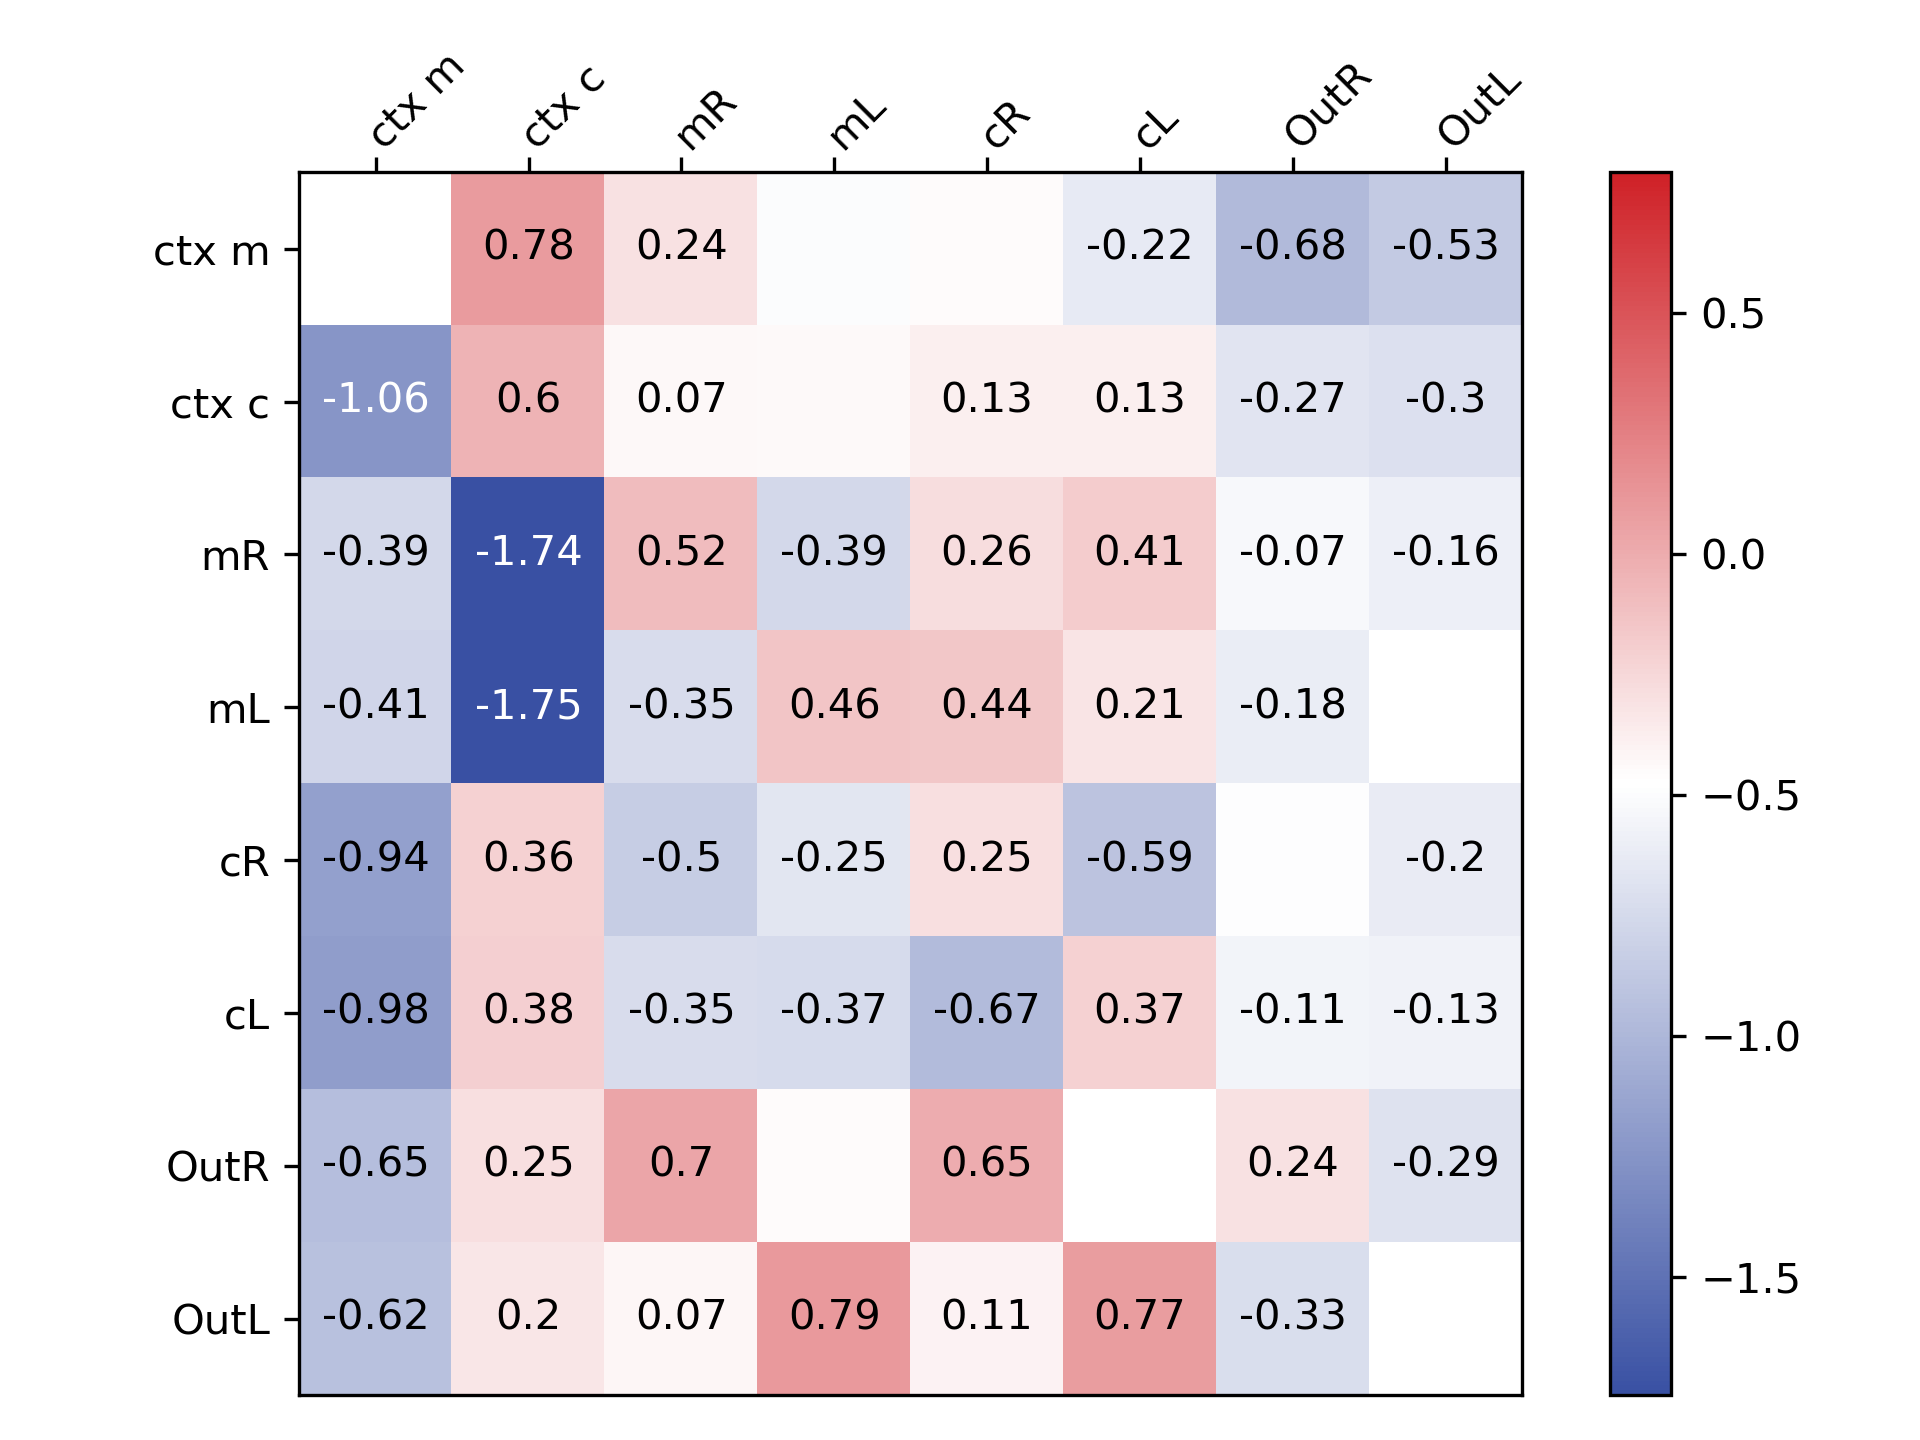 ctx m ctx c mR mL cR cL OutR OutL
ctx m 0.78 0.24 -0.22 -0.68 -0.53
ctx c -1.06 0.6 0.07 0.13 0.13 -0.27 -0.3
mR -0.39 -1.74 0.52 -0.39 0.26 0.41 -0.07 -0.16
mL -0.41 -1.75 -0.35 0.46 0.44 0.21 -0.18
cR -0.94 0.36 -0.5 -0.25 0.25 -0.59 -0.2
cL -0.98 0.38 -0.35 -0.37 -0.67 0.37 -0.11 -0.13
OutR -0.65 0.25 0.7 0.65 0.24 -0.29
OutL -0.62 0.2 0.07 0.79 0.11 0.77 -0.33
0.5
0.0
−0.5
−1.0
−1.5